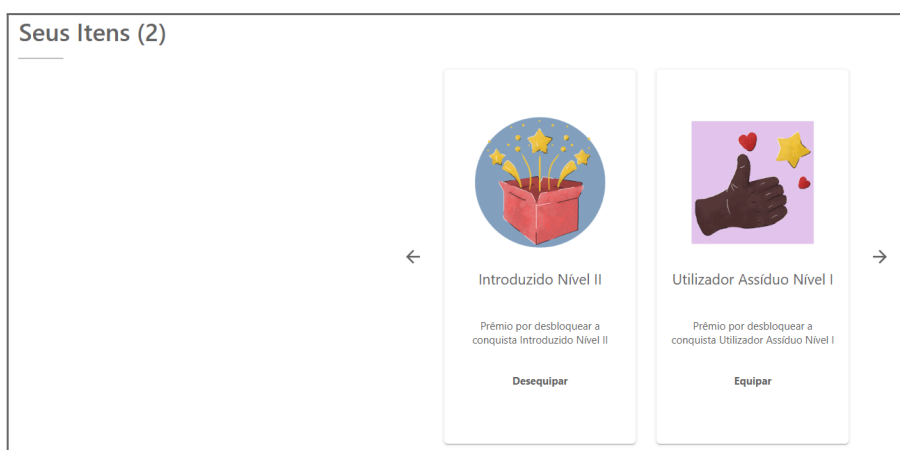 Seus Itens (2)
Introduzido Nível II
Prêmio por desbloquear a
conquista Introduzido Nível II
Desequipar
Utilizador Assíduo Nível I
Prêmio por desbloquear a
conquista Utilizador Assíduo Nível I
Equipar